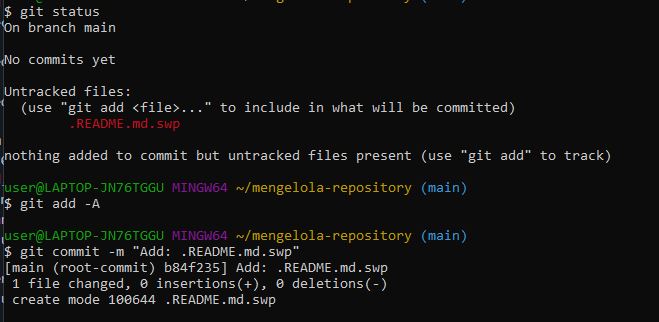 $ git status
On branch main
No commits yet
Untracked files:
(use "git add <file>..." to include in what will be committed)
.README.md.swp
nothing added to commit but untracked files present (use "git add" to track)
user@LAPTOP-JN76TGGU MINGW64 ~/mengelola-repository (main)
$ git add -A
user@LAPTOP-JN76TGGU MINGW64 ~/mengelola-repository (main)
$ git commit -m "Add: .README.md.swp"
[main (root-commit) b84f235] Add: .README.md.swp
1 file changed, 0 insertions(+), 0 deletions(-)
create mode 100644 .README.md.swp